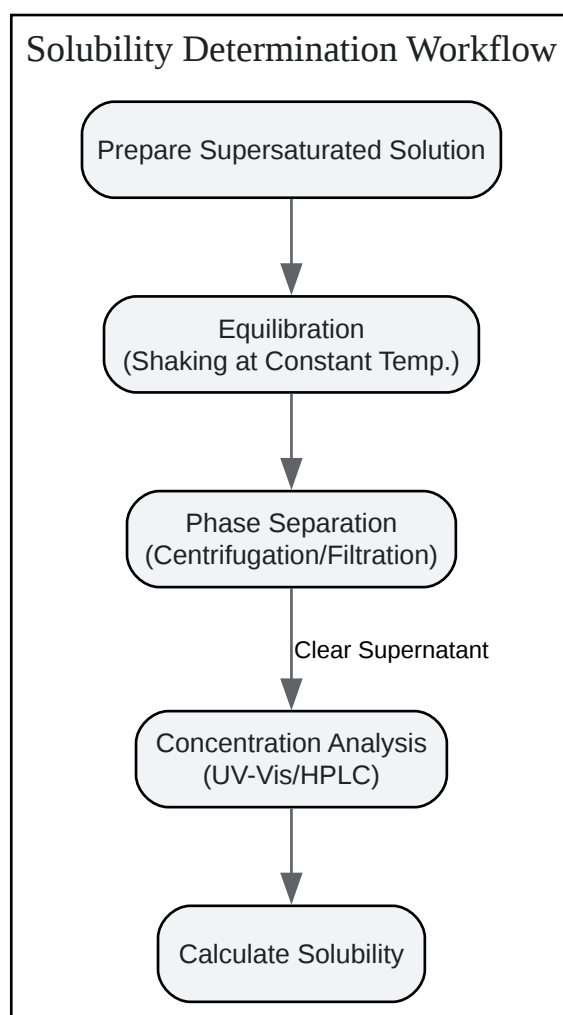 Solubility Determination Workflow
Prepare Supersaturated Solution
Equilibration
(Shaking at Constant Temp.)
Phase Separation
(Centrifugation/Filtration)
Clear Supernatant
Concentration Analysis
(UV-Vis/HPLC)
Calculate Solubility